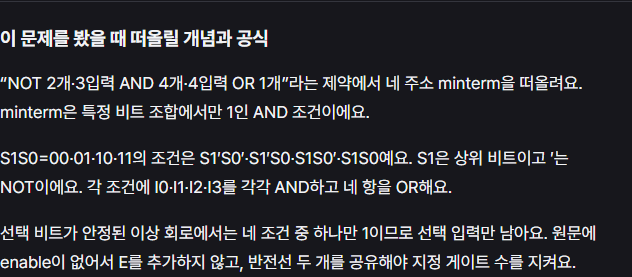 이 문제를 봤을 때 떠올릴 개념과 공식
“NOT 2개·3입력 AND 4개·4입력 OR 1개”라는 제약에서 네 주소 minterm을 떠올려요.
minterm은 특정 비트 조합에서만 1인 AND 조건이에요.
S1S0=00·01·10·11의 조건은 S1′S0′·S1′S0·S1S0′·S1S0예요. S1은 상위 비트이고 ′는
NOT이에요. 각 조건에 I0·I1·I2·I3를 각각 AND하고 네 항을 OR해요.
선택 비트가 안정된 이상 회로에서는 네 조건 중 하나만 1이므로 선택 입력만 남아요. 원문에
enable이 없어서 E를 추가하지 않고, 반전선 두 개를 공유해야 지정 게이트 수를 지켜요.